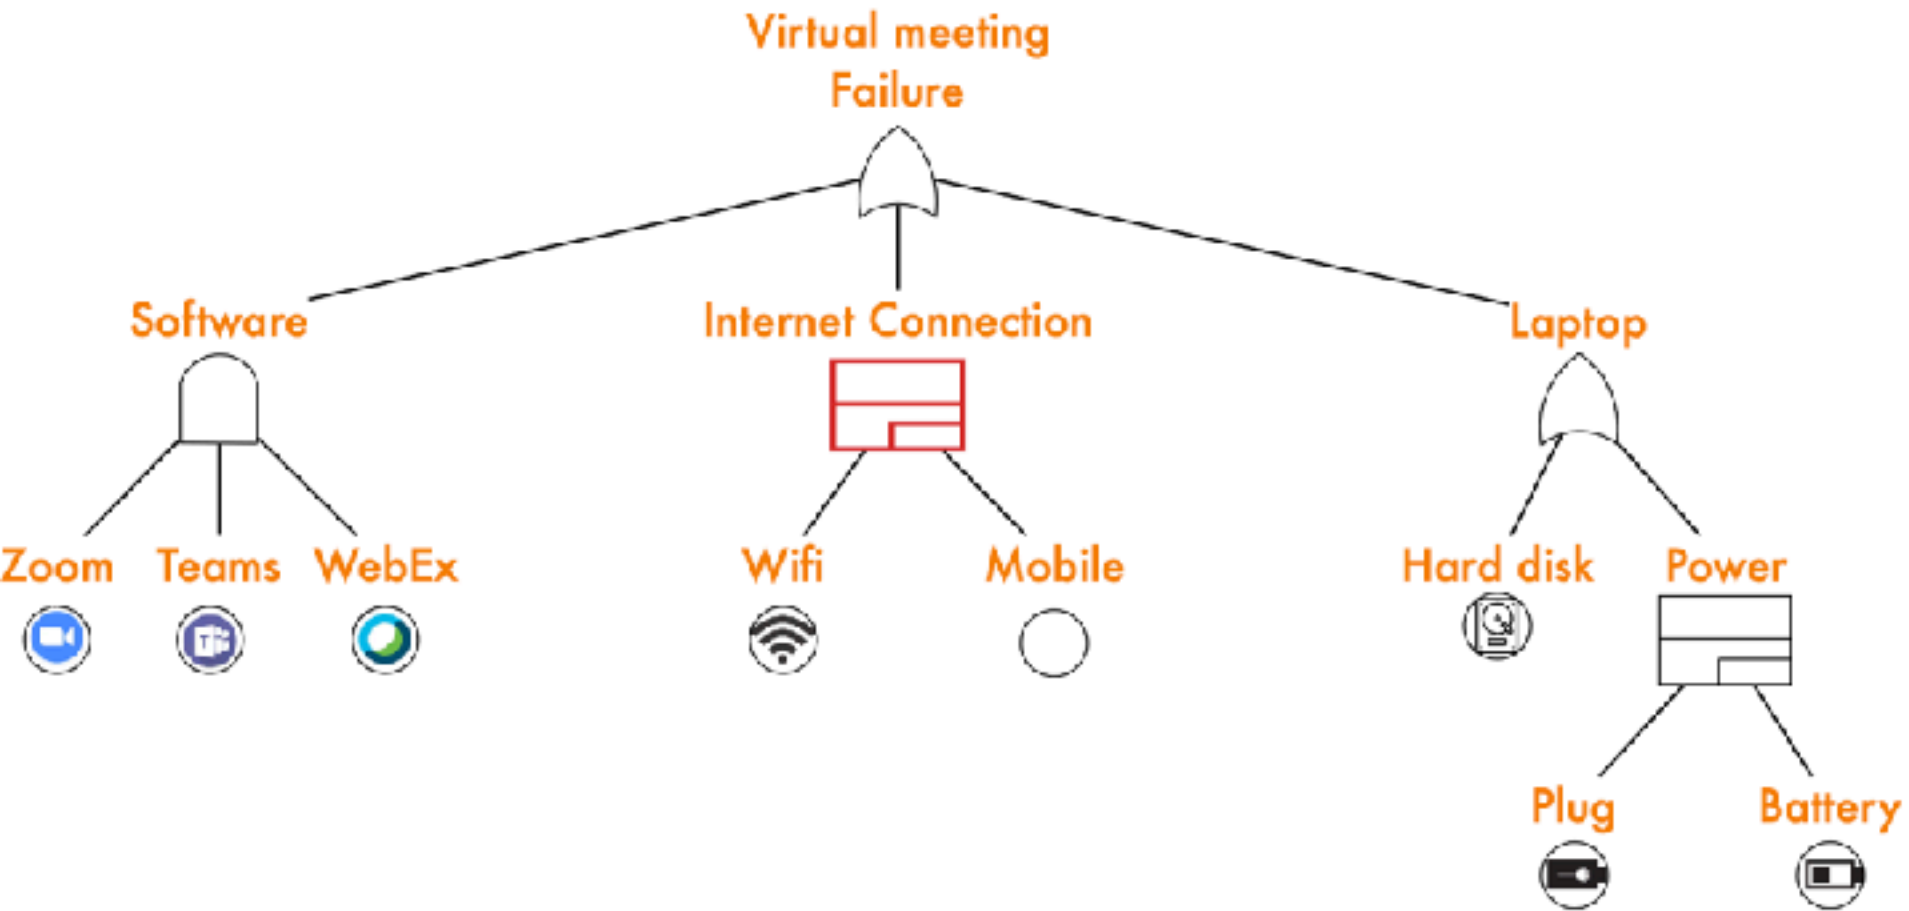 Virtual meeting
Failure
Software
Internet Connection
Laptop
Zoom
Teams
WebEx
Wifi
Mobile
Hard disk
Power
T
Plug
Battery